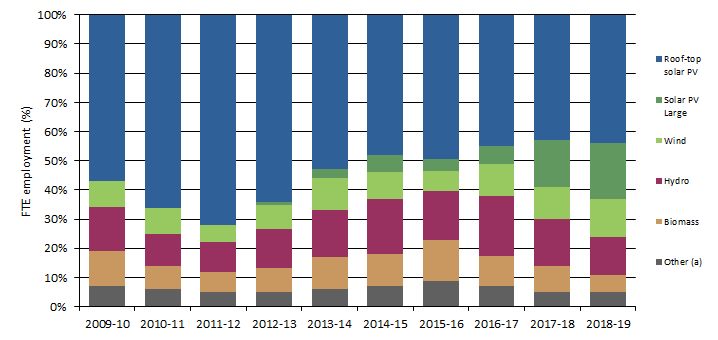 100%
90%
80%
70%
60%
50%
40%
30%
20%
10%
0%
FTE employment (%)
2009-10 2010-11 2011-12 2012-13 2013-14 2014-15 2015-16 2016-17 2017-18 2018-19
Roof-top
solar PV
Solar PV
Large
Wind
Hydro
Biomass
Other (a)